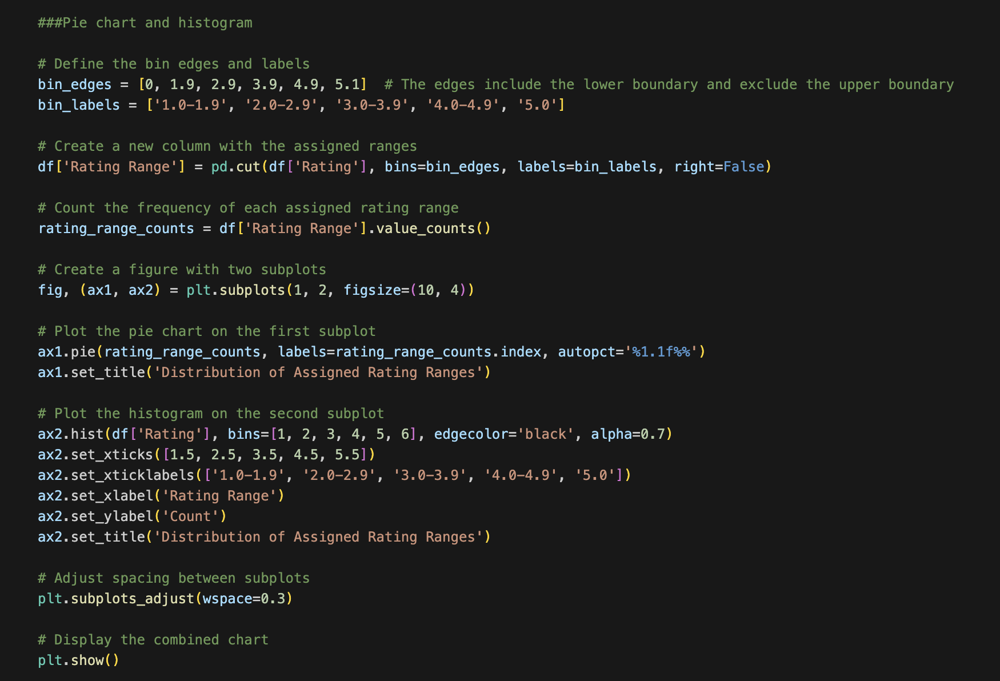 ###Pie chart and histogram
# Define the bin edges and labels
bin_edges = [0, 1.9, 2.9, 3.9, 4.9, 5.1]  # The edges include the lower boundary and exclude the upper boundary
bin_labels = ['1.0-1.9', '2.0-2.9', '3.0-3.9', '4.0-4.9', '5.0']
# Create a new column with the assigned ranges
df['Rating Range'] = pd.cut(df['Rating'], bins=bin_edges, labels=bin_labels, right=False)
# Count the frequency of each assigned rating range
rating_range_counts = df['Rating Range'].value_counts()
# Create a figure with two subplots
fig, (ax1, ax2) = plt.subplots(1, 2, figsize=(10, 4))
# Plot the pie chart on the first subplot
ax1.pie(rating_range_counts, labels=rating_range_counts.index, autopct='%1.1f%%')
ax1.set_title('Distribution of Assigned Rating Ranges')
# Plot the histogram on the second subplot
ax2.hist(df['Rating'], bins=[1, 2, 3, 4, 5, 6], edgecolor='black', alpha=0.7)
ax2.set_xticks([1.5, 2.5, 3.5, 4.5, 5.5])
ax2.set_xticklabels(['1.0-1.9', '2.0-2.9', '3.0-3.9', '4.0-4.9', '5.0'])
ax2.set_xlabel('Rating Range')
ax2.set_ylabel('Count')
ax2.set_title('Distribution of Assigned Rating Ranges')
# Adjust spacing between subplots
plt.subplots_adjust(wspace=0.3)
# Display the combined chart
plt.show()